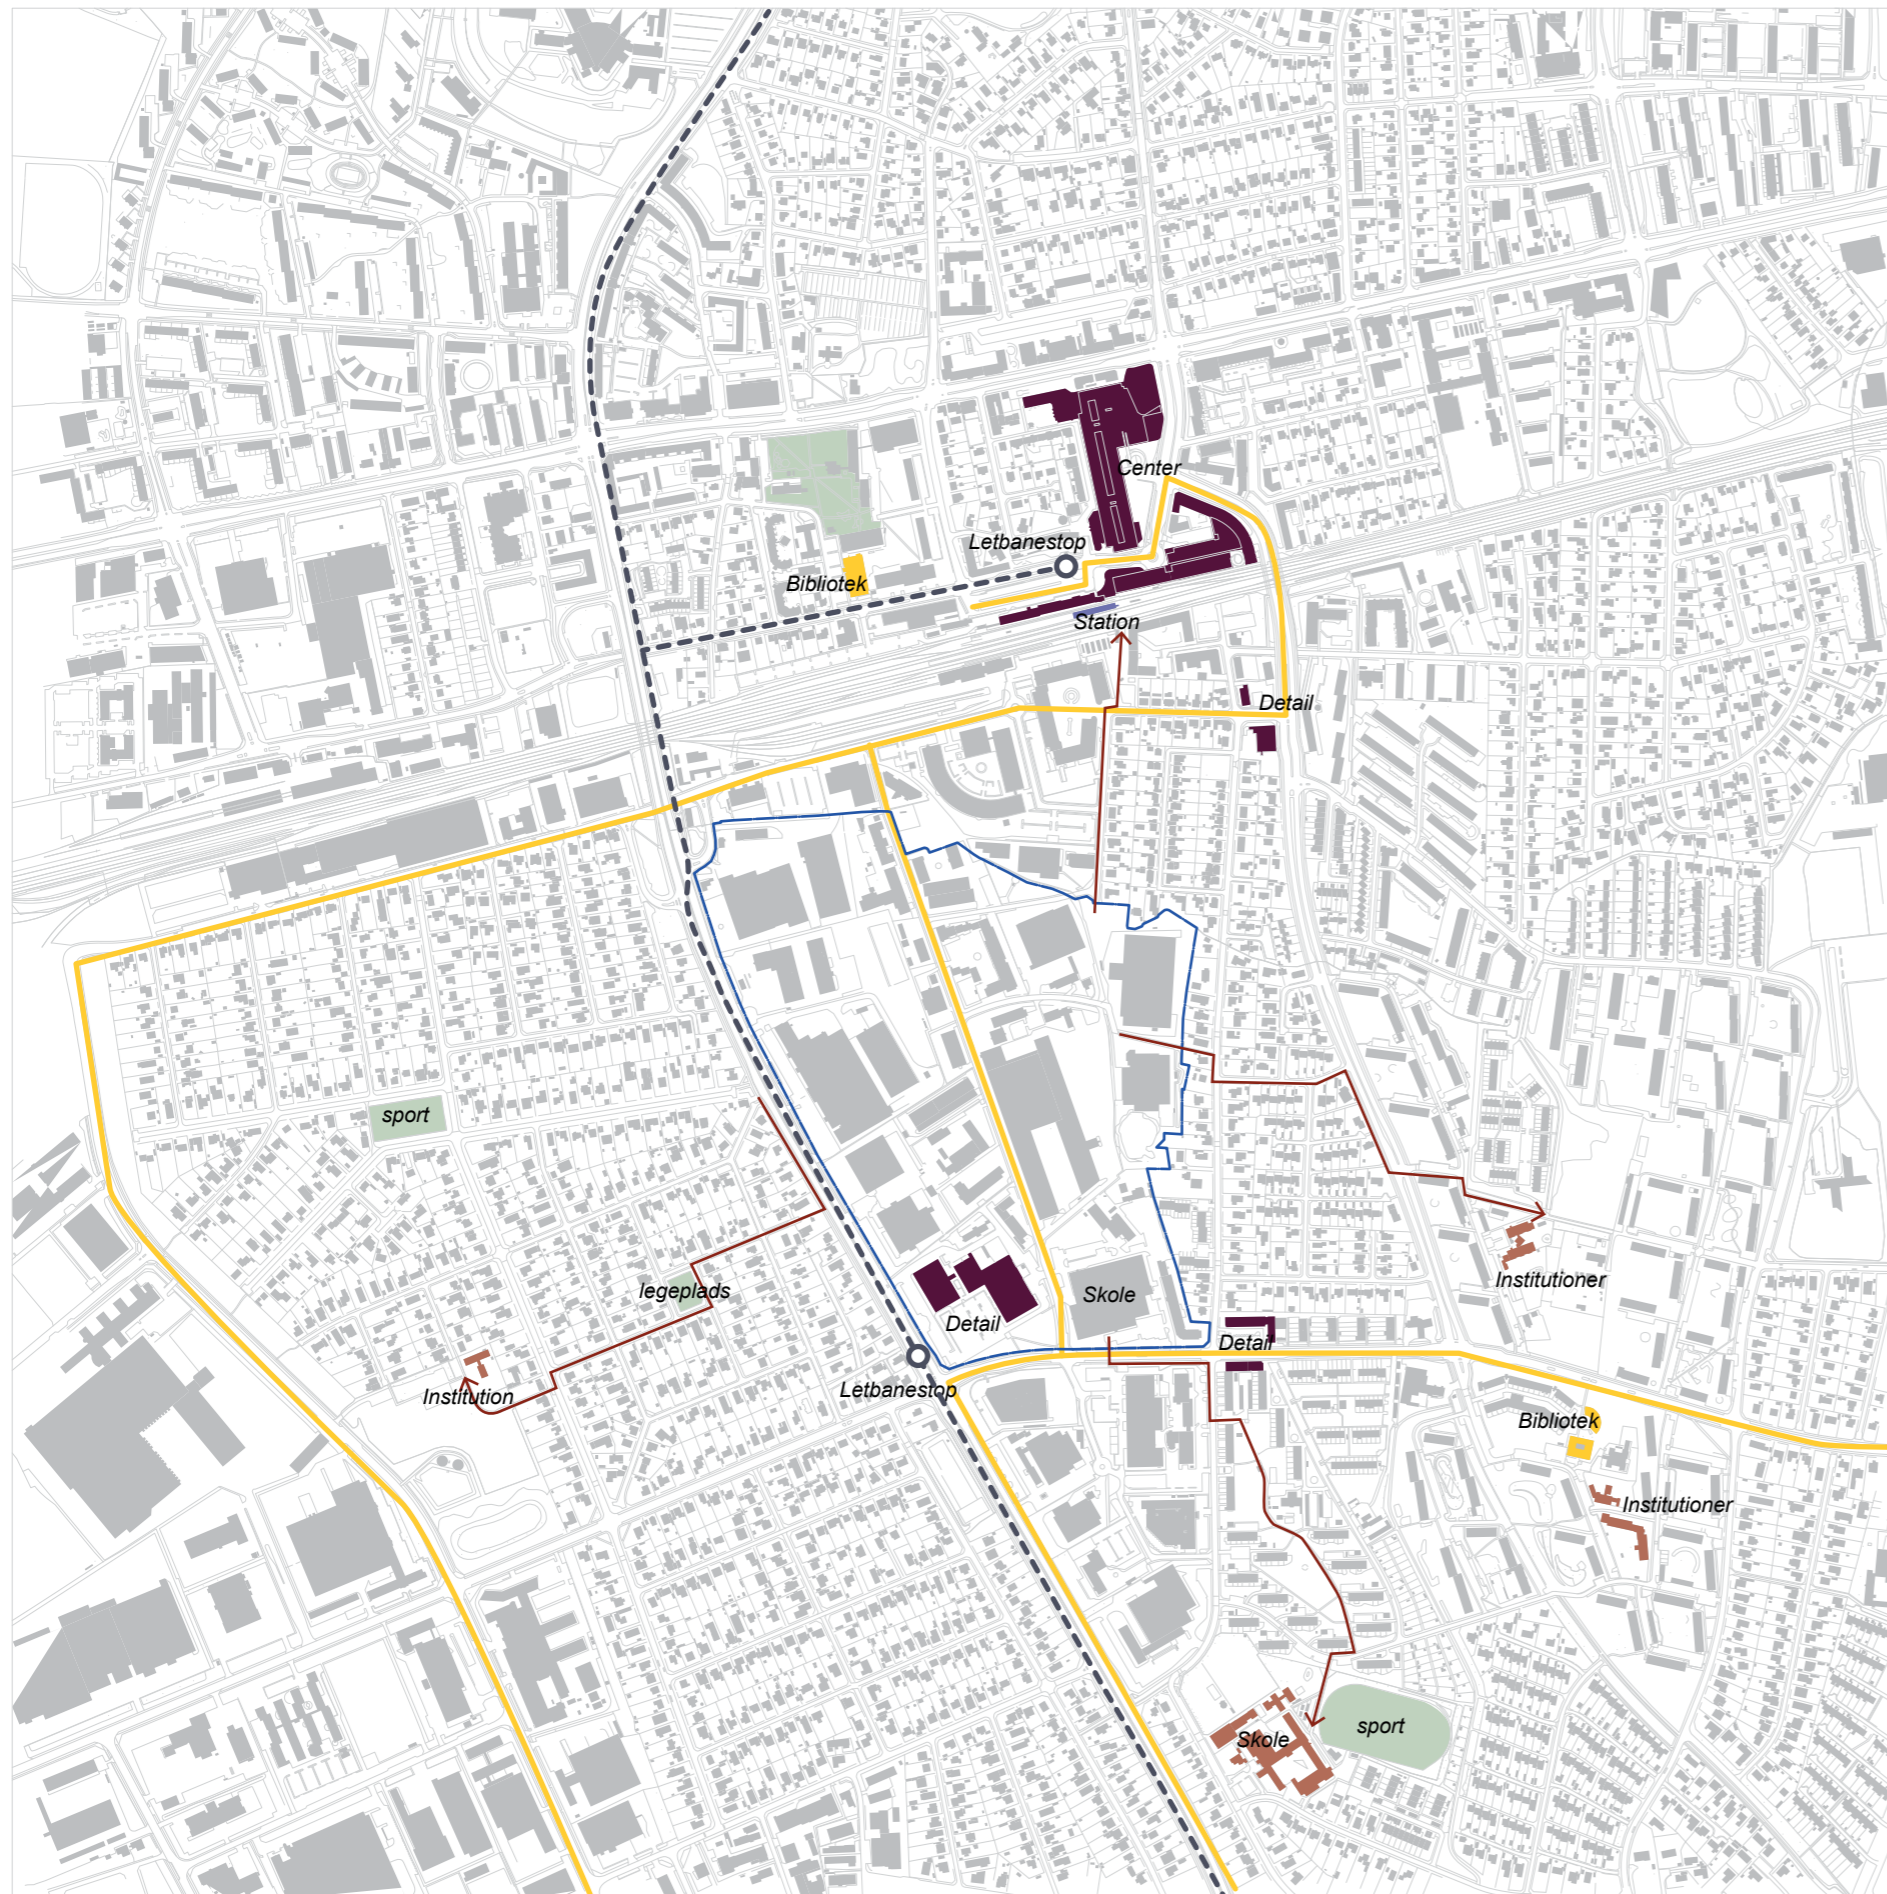 Center
Letbanestop
Bibliotek
Station
Detail
sport
legeplads
Skole
Institutioner
Detail
Detail
Letbanestop
Institution
Bibliotek
Institutioner
sport
Skole